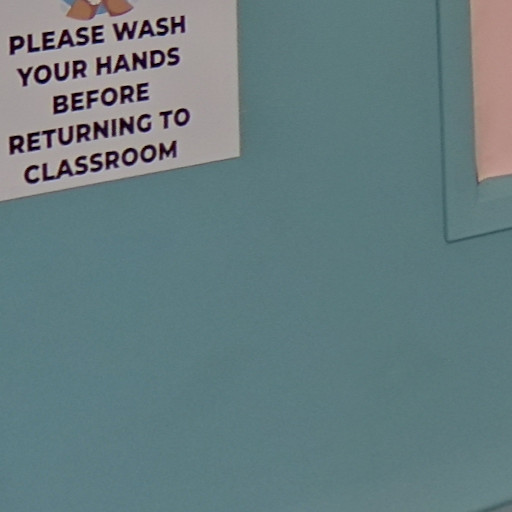 PLEASE WASH
YOUR HANDS
BEFORE
RETURNING TO
CLASSROOM